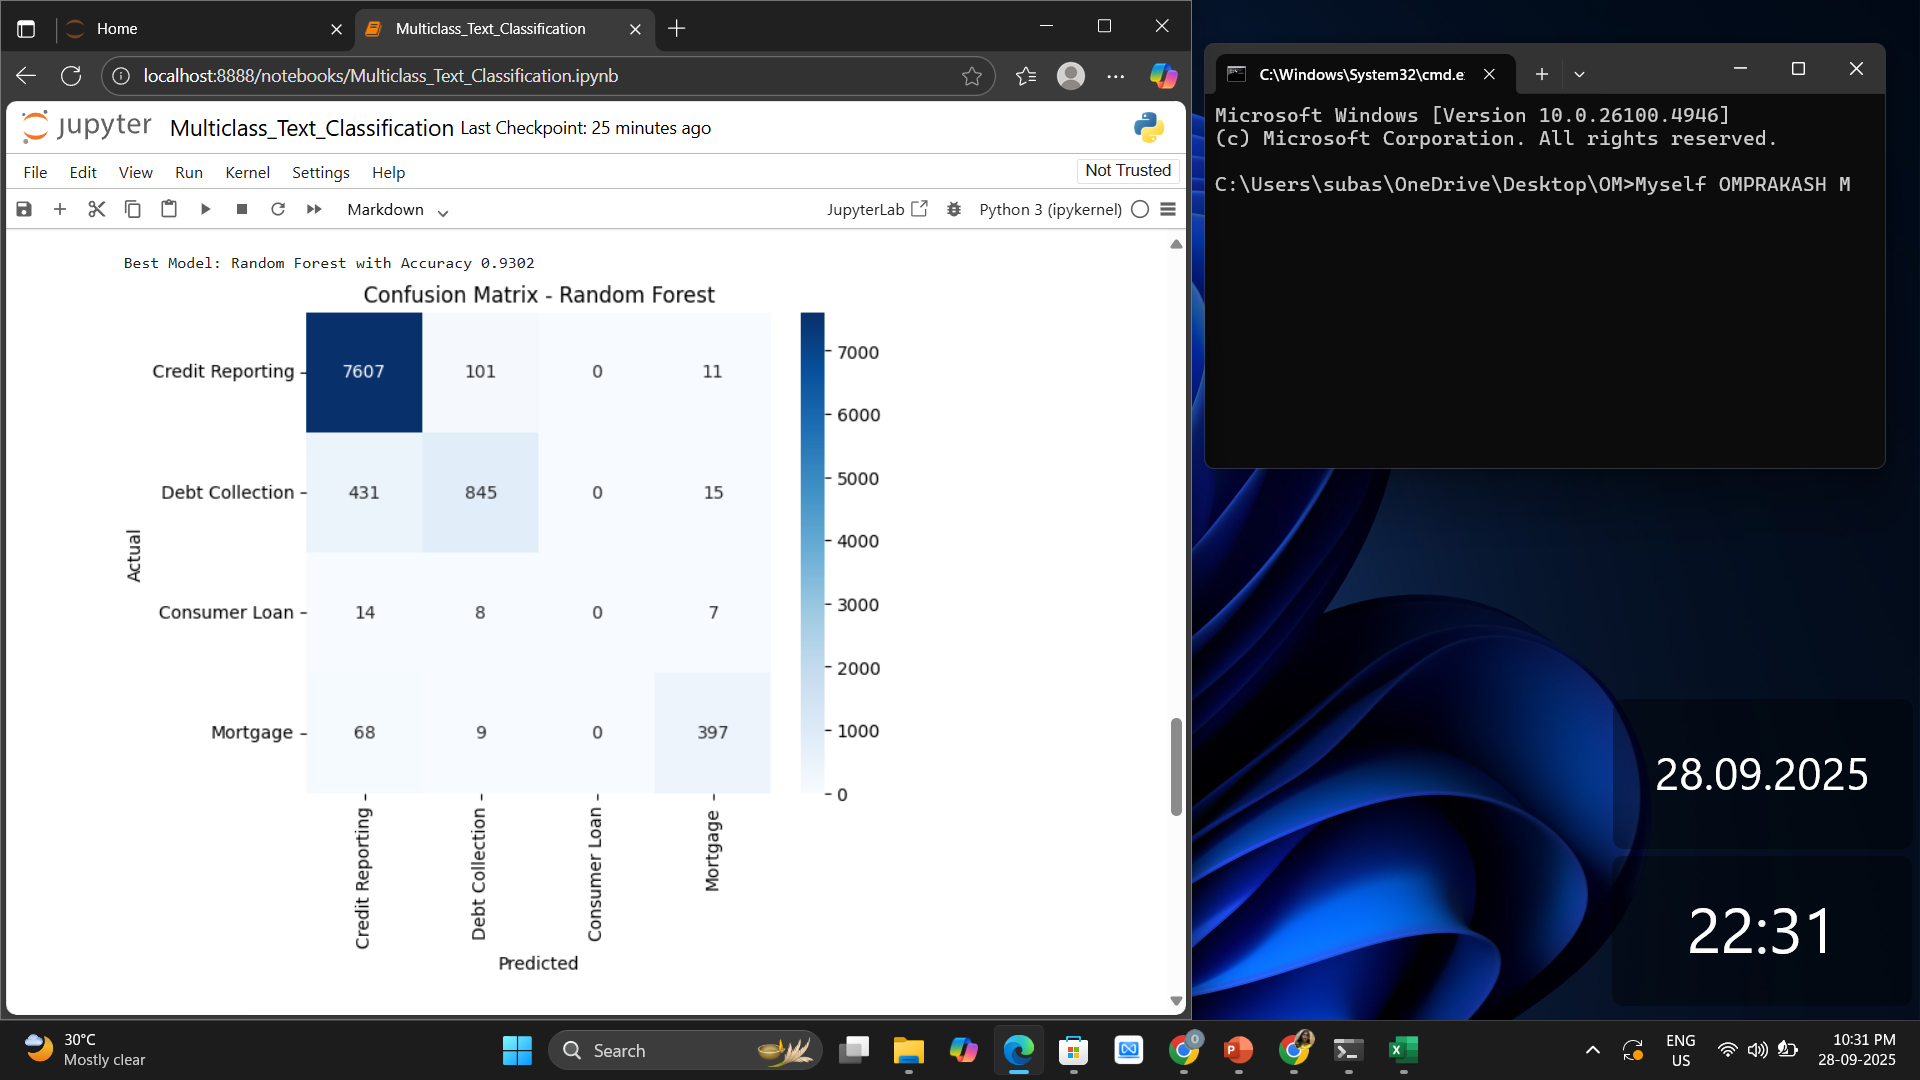 Home
Multiclass_Text_Classification
localhost:8888/notebooks/Multiclass_Text_Classification.ipynb
jupyter Multiclass_Text_Classification Last Checkpoint: 25 minutes ago
File Edit View Run Kernel Settings Help Not Trusted
Markdown JupyterLab Python 3 (ipykernel)
Best Model: Random Forest with Accuracy 0.9302
Confusion Matrix - Random Forest
Credit Reporting 7607 101 0 11
Debt Collection 431 845 0 15
Consumer Loan 14 8 0 7
Mortgage 68 9 0 397
Actual
7000
6000
5000
4000
3000
2000
1000
0
Credit Reporting
Debt Collection
Consumer Loan
Mortgage
Predicted
C:\Windows\System32\cmd.e
Microsoft Windows [Version 10.0.26100.4946]
(c) Microsoft Corporation. All rights reserved.
C:\Users\subas\OneDrive\Desktop\OM>Myself OMPRAKASH M
28.09.2025
22:31
30°C
Mostly clear
Search
0
ENG
US
10:31 PM
28-09-2025